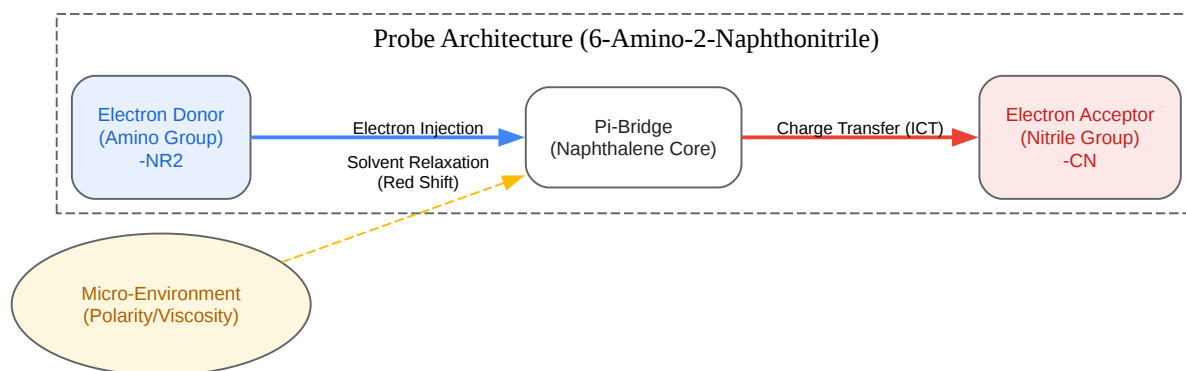 Probe Architecture (6-Amino-2-Naphthonitrile)
Electron Donor
(Amino Group)
-NR2
Electron Injection
Pi-Bridge
(Naphthalene Core)
Charge Transfer (ICT)
Electron Acceptor
(Nitrile Group)
-CN
Solvent Relaxation
(Red Shift)
Micro-Environment
(Polarity/Viscosity)